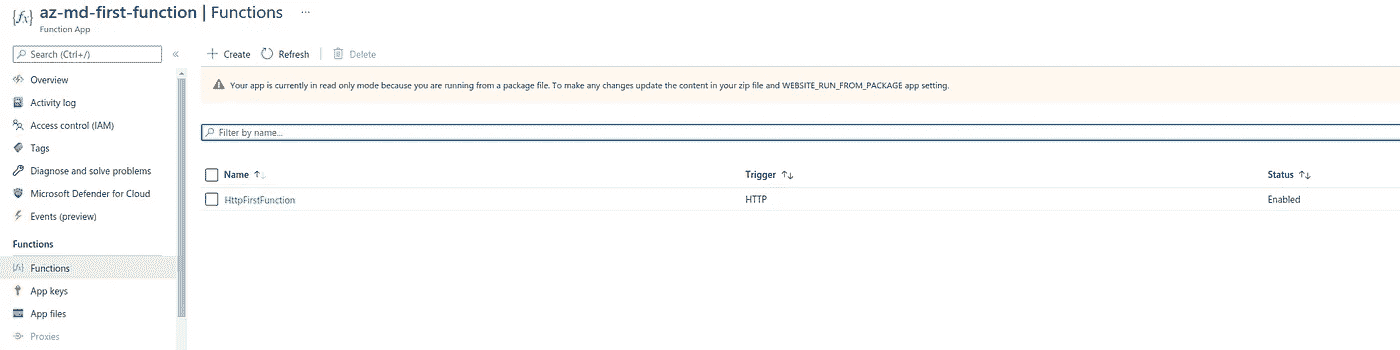 az-md-first-function | Functions ...
Function App
Search (Ctrl+/)
«
Overview
Activity log
Access control (IAM)
Tags
Diagnose and solve problems
Microsoft Defender for Cloud
Events (preview)
Functions
Functions
App keys
App files
Proxies
+ Create Refresh | Delete
Your app is currently in read only mode because you are running from a package file. To make any changes update the content in your zip file and WEBSITE_RUN_FROM_PACKAGE app setting.
Filter by name...
Name ↑↓ Trigger ↑↓ Status ↑↓
HttpFirstFunction HTTP Enabled